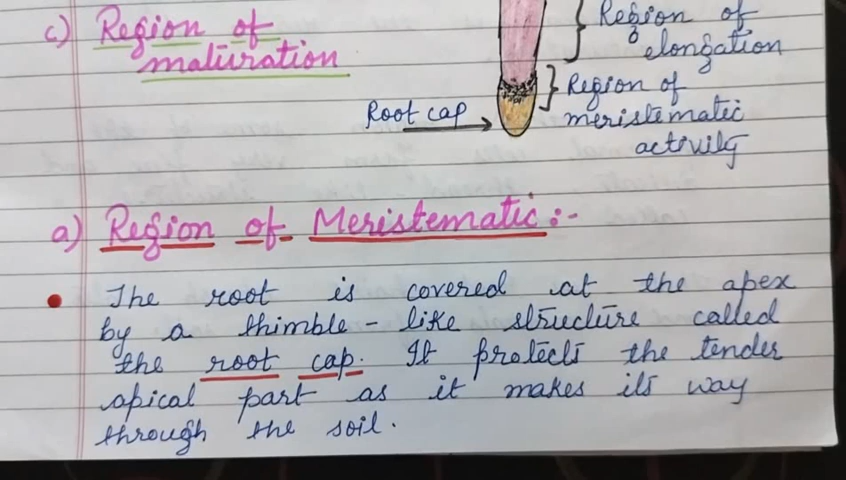 c) Region of
maturation
Region of
elongation
Region of
meristematic
activity
Root cap
a) Region of Meristematic :-
The root is covered at the apex
by a thimble - like structure called
the root cap. It protects the tender
apical part as it makes its way
through the soil.